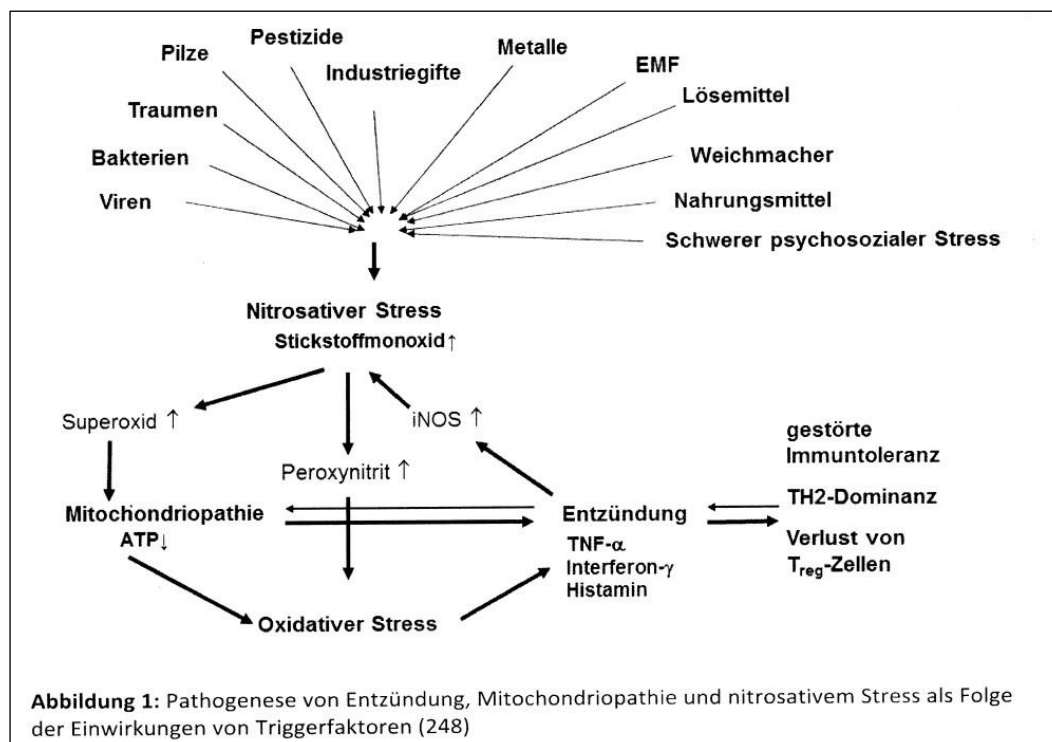 Pestizide
Pilze
Metalle
Industriegifte
EMF
Traumen
Lösemittel
Bakterien
Weichmacher
Viren
Nahrungsmittel
Schwerer psychosozialer Stress
Nitrosativer Stress
Stickstoffmonoxid↑
Superoxid ↑
iNOS ↑
Peroxynitrit ↑
gestörte
Immuntoleranz
Mitochondriopathie
ATP↓
Entzündung
TNF-α
Interferon-γ
Histamin
TH2-Dominanz
Verlust von
Treg-Zellen
Oxidativer Stress
Abbildung 1: Pathogenese von Entzündung, Mitochondriopathie und nitrosativem Stress als Folge
der Einwirkungen von Triggerfaktoren (248)